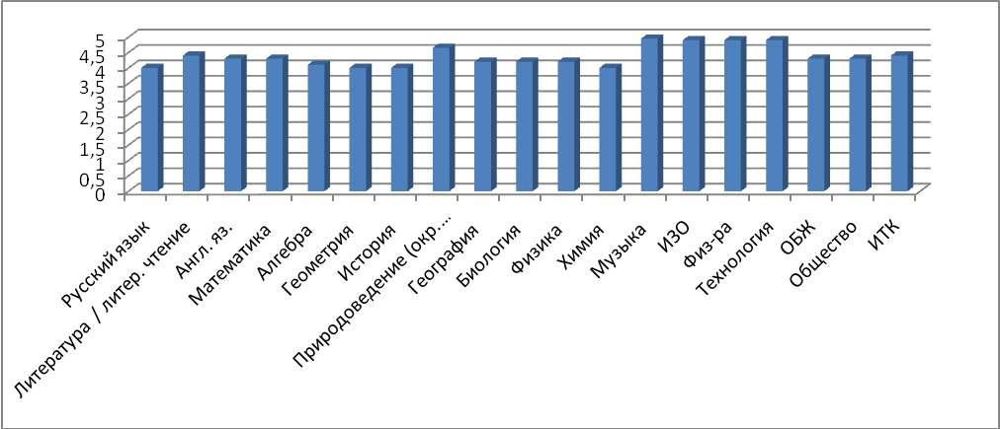 5
4,5
4
3,5
3
2,5
2
1,5
1
0,5
0
Русский язык
Литература / литер. чтение
Англ. яз.
Математика
Алгебра
Геометрия
История
Природоведение (окр.…
География
Биология
Физика
Химия
Музыка
ИЗО
Физ-ра
Технология
ОБЖ
Общество
ИТК